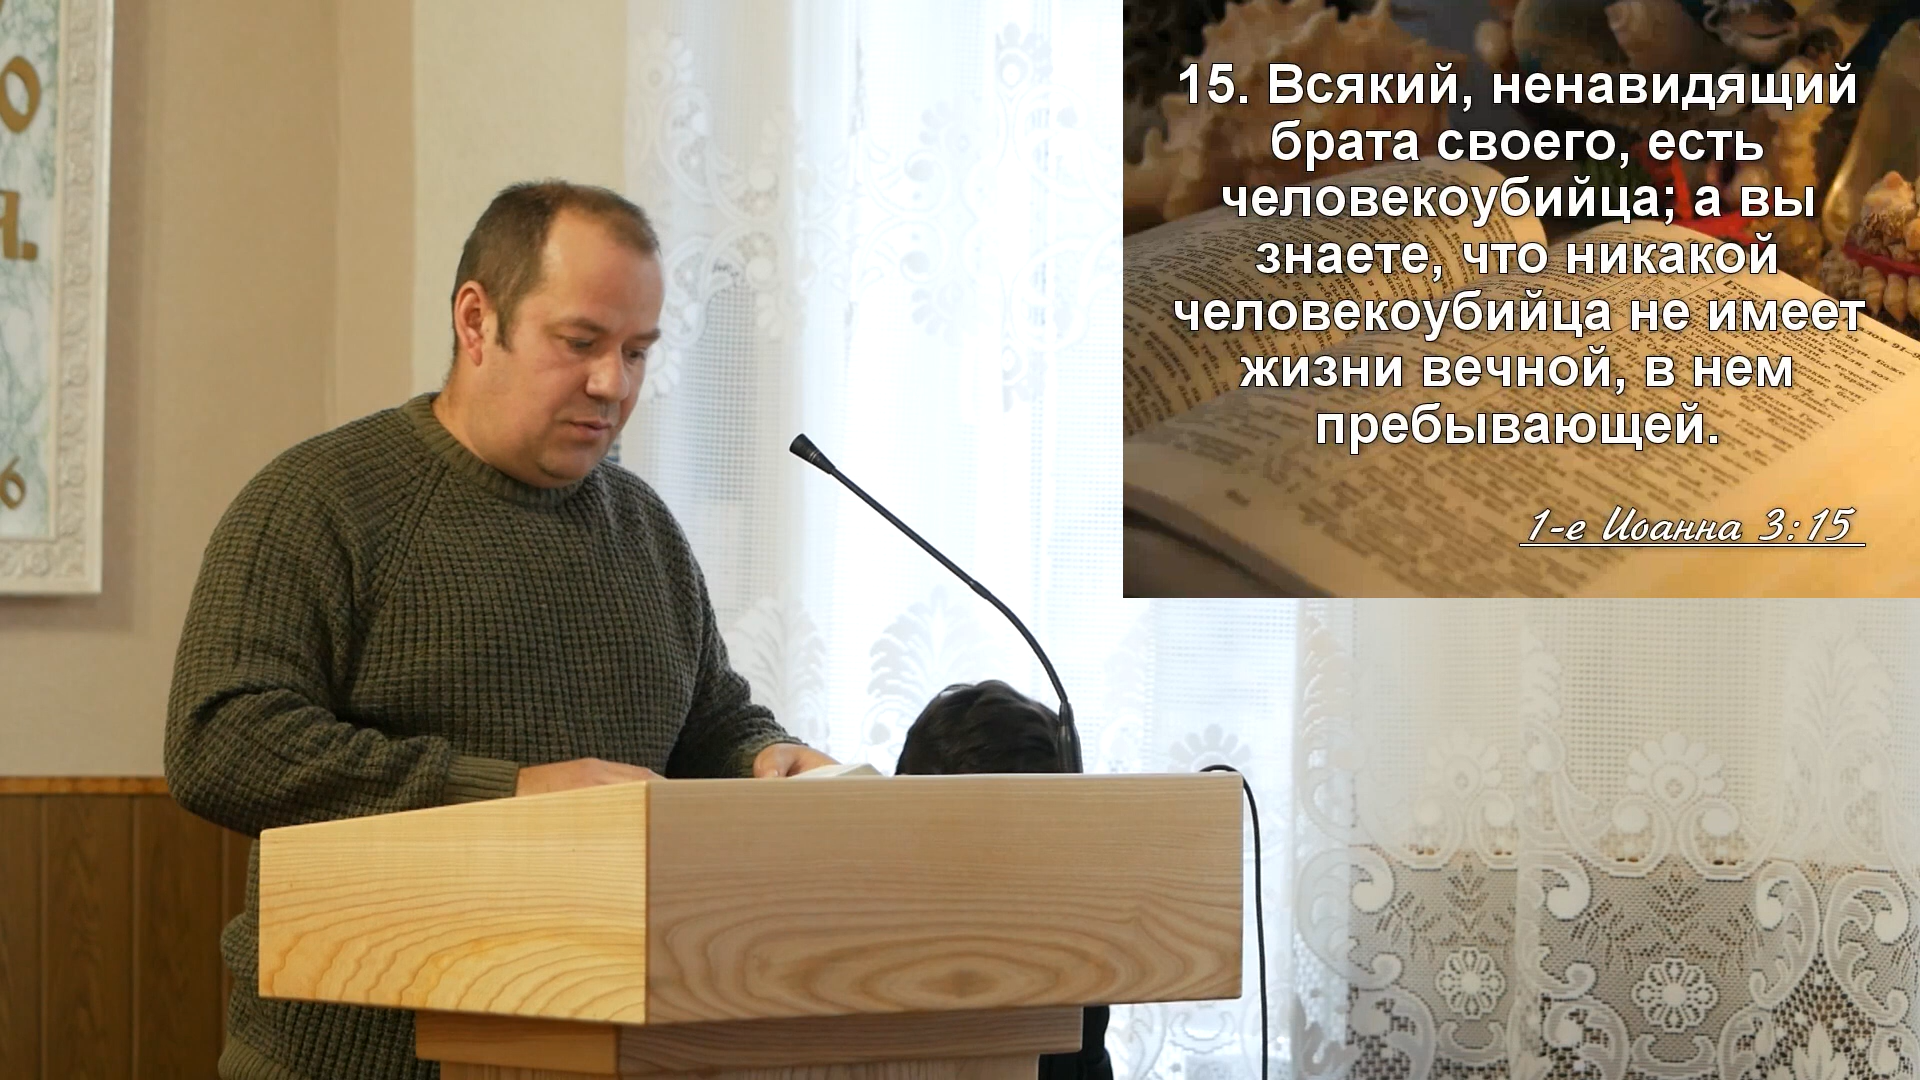 15. Всякий, ненавидящий
брата своего, есть
человекоубийца; а вы
знаете, что никакой
человекоубийца не имеет
жизни вечной, в нем
пребывающей.
1-е Иоанна 3:15